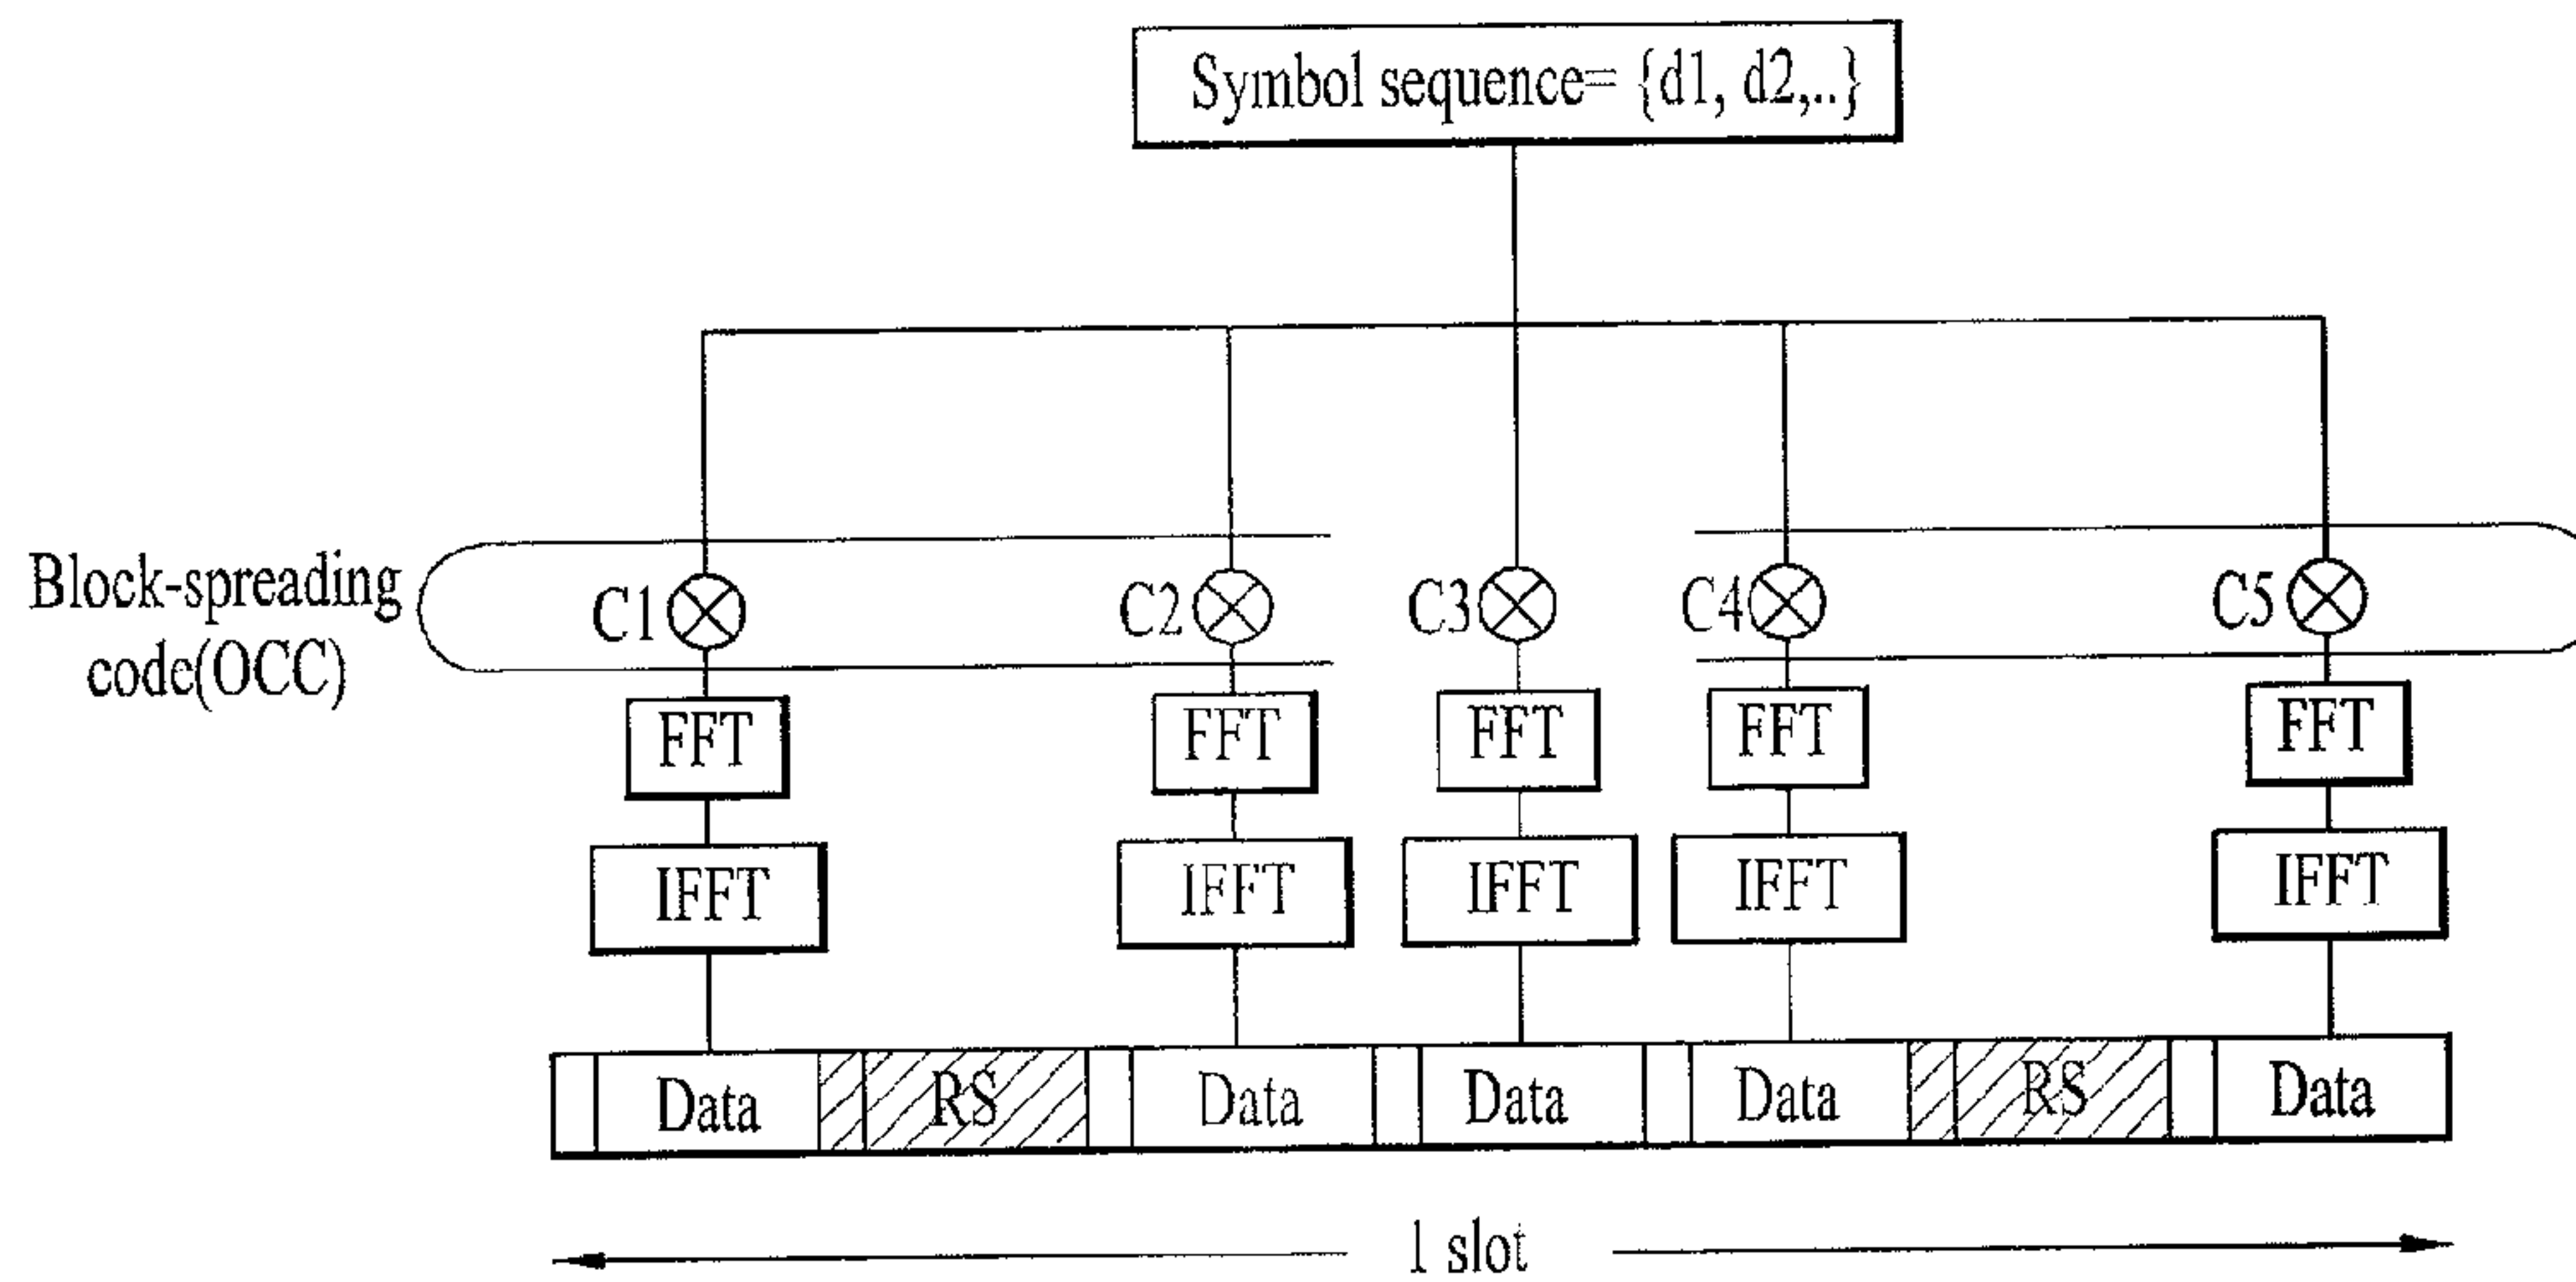 Symbol sequence= {d1, d2,..}
Block-spreading
code(OCC)
C1 C2 C3 C4 C5
FFT FFT FFT FFT FFT
IFFT IFFT IFFT IFFT IFFT
Data RS Data Data Data RS Data
1 slot